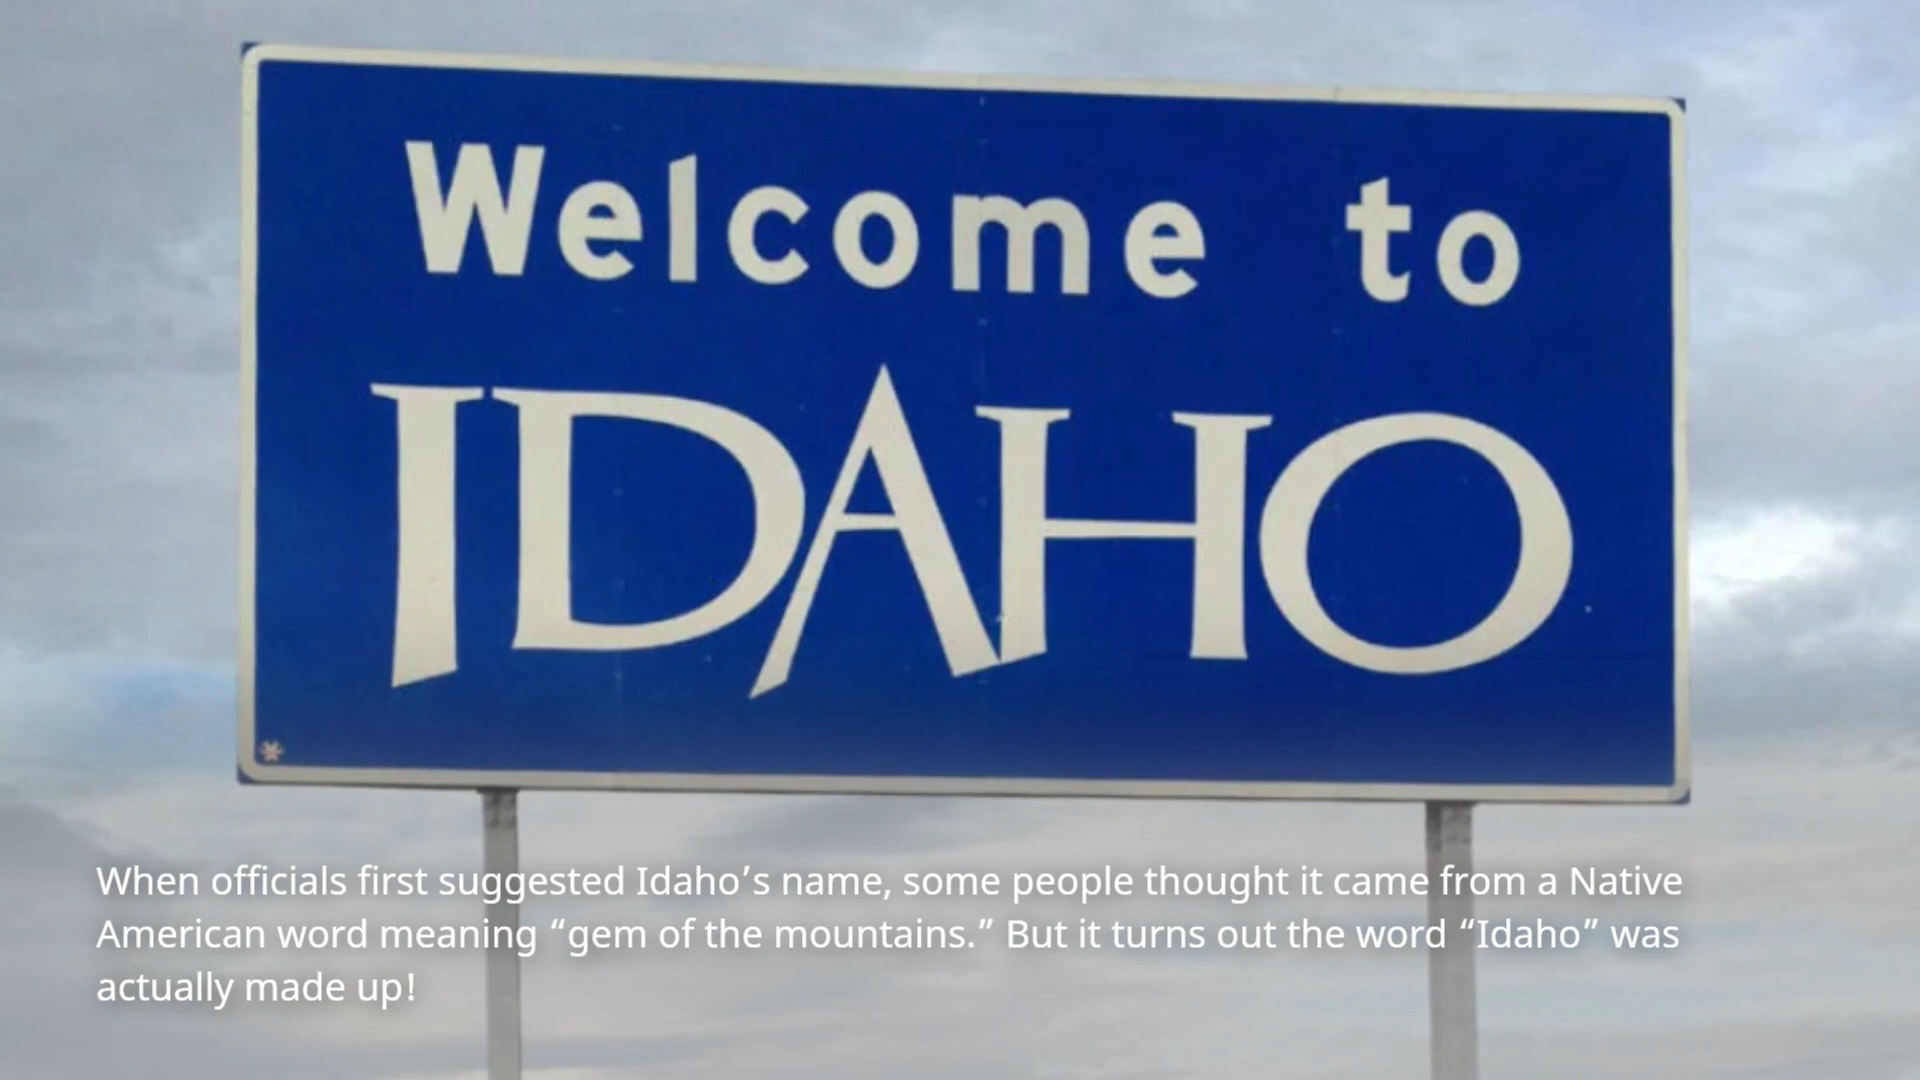 Welcome to
IDAHO
When officials first suggested Idaho’s name, some people thought it came from a Native
American word meaning “gem of the mountains.” But it turns out the word “Idaho” was
actually made up!